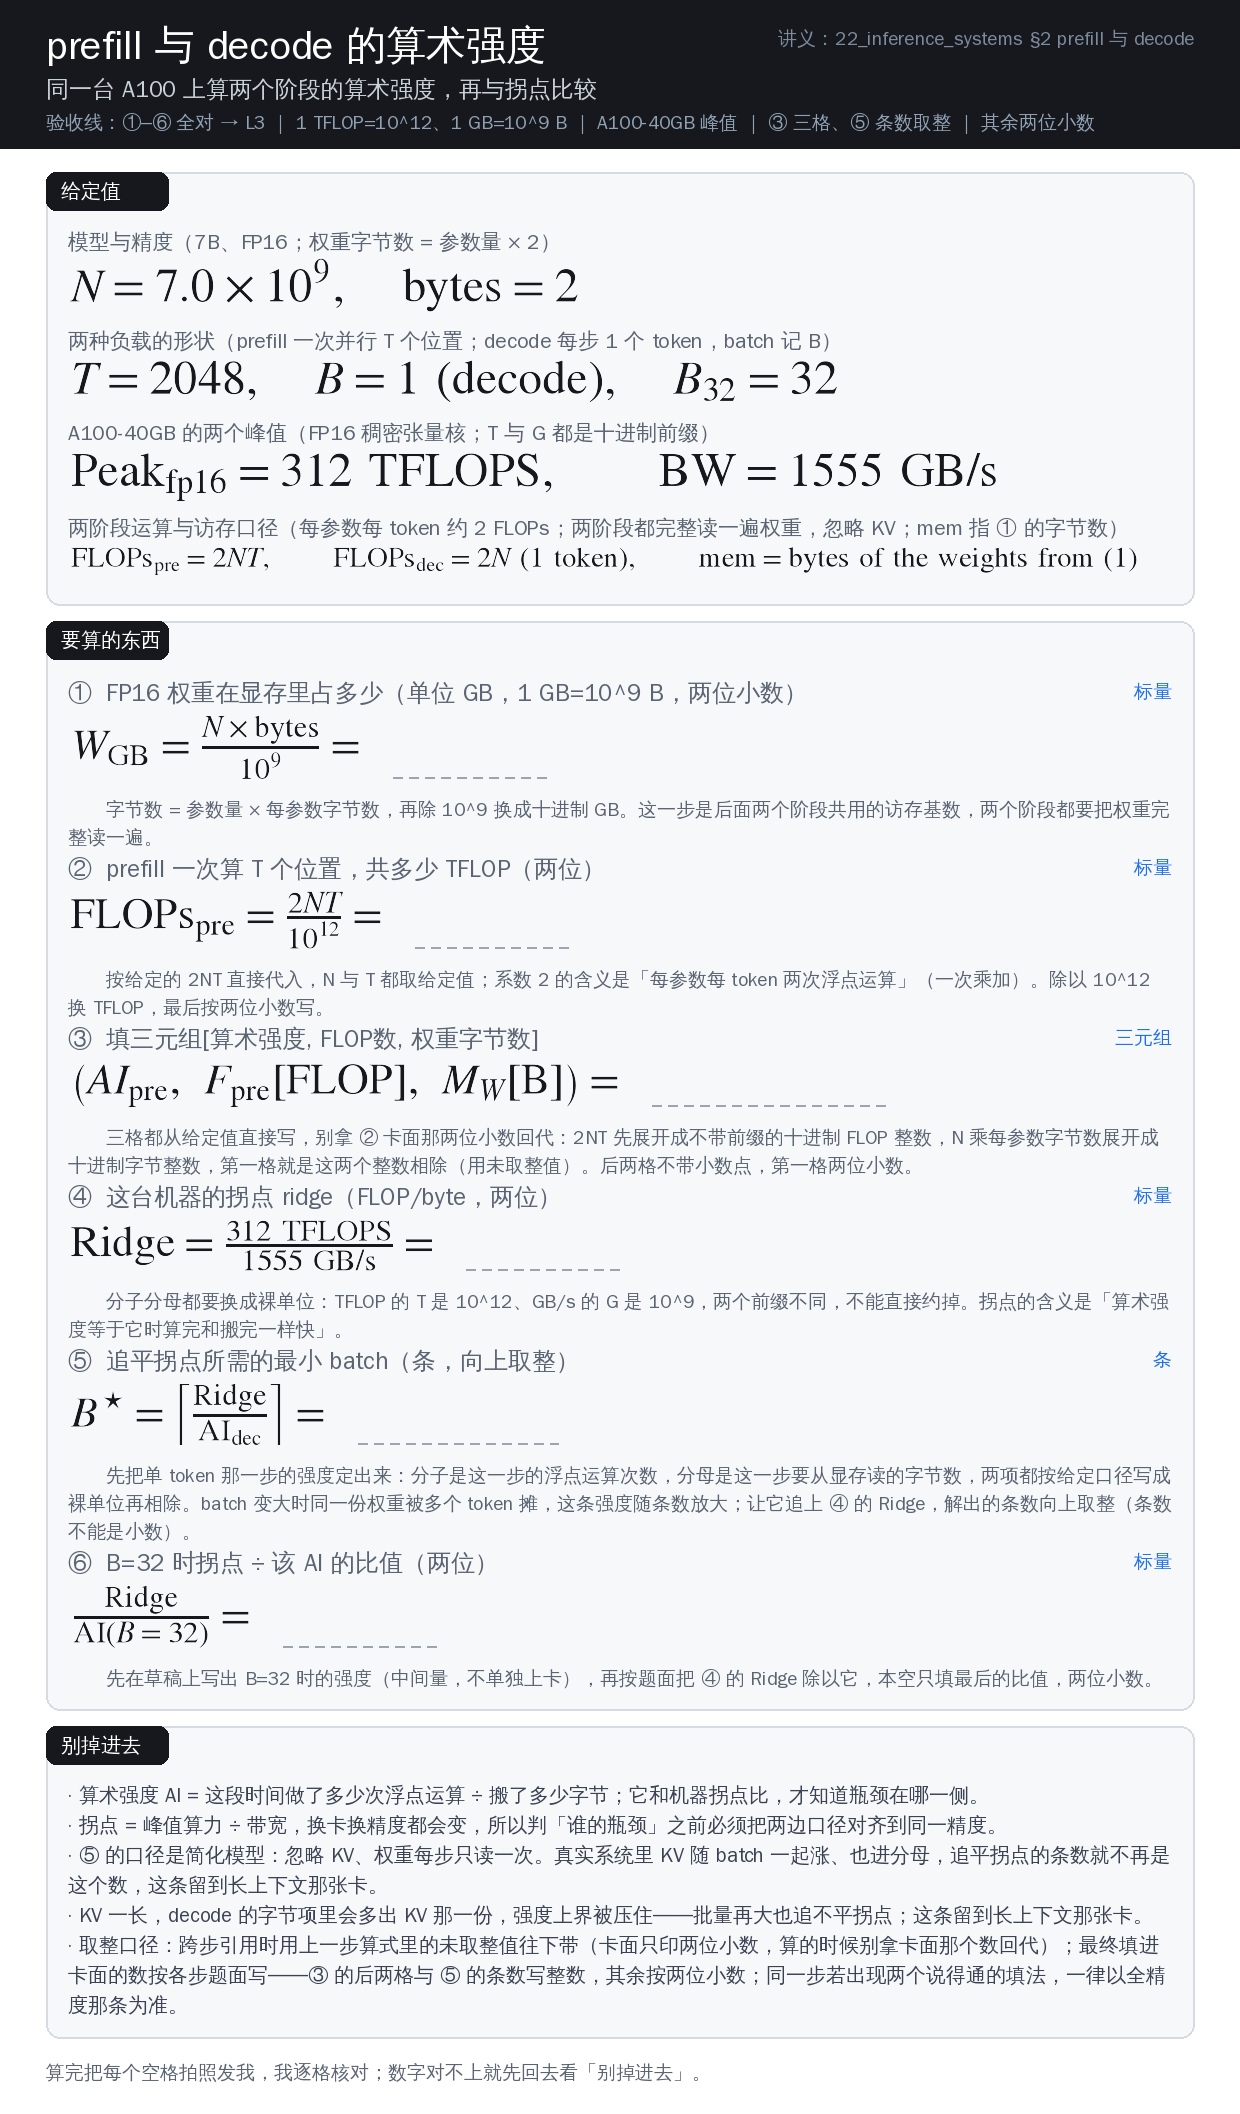 prefill 与 decode 的算术强度
讲义：22_inference_systems §2 prefill 与 decode
同一台 A100 上算两个阶段的算术强度，再与拐点比较
验收线：①—⑥ 全对 → L3 ｜ 1 TFLOP=10^12、1 GB=10^9 B ｜ A100-40GB 峰值 ｜ ③ 三格、⑤ 条数取整 ｜ 其余两位小数
给定值
模型与精度（7B、FP16；权重字节数 = 参数量 × 2）
N = 7.0 × 10^9, bytes = 2
两种负载的形状（prefill 一次并行 T 个位置；decode 每步 1 个 token，batch 记 B）
T = 2048, B = 1 (decode), B_32 = 32
A100-40GB 的两个峰值（FP16 稠密张量核；T 与 G 都是十进制前缀）
Peak_fp16 = 312 TFLOPS, BW = 1555 GB/s
两阶段运算与访存口径（每参数每 token 约 2 FLOPs；两阶段都完整读一遍权重，忽略 KV；mem 指 ① 的字节数）
FLOPs_pre = 2NT, FLOPs_dec = 2N (1 token), mem = bytes of the weights from (1)
要算的东西
① FP16 权重在显存里占多少（单位 GB，1 GB=10^9 B，两位小数） 标量
W_GB = (N × bytes)/10^9 = __________
字节数 = 参数量 × 每参数字节数，再除 10^9 换成十进制 GB。这一步是后面两个阶段共用的访存基数，两个阶段都要把权重完
整读一遍。
② prefill 一次算 T 个位置，共多少 TFLOP（两位） 标量
FLOPs_pre = 2NT/10^12 = __________
按给定的 2NT 直接代入，N 与 T 都取给定值；系数 2 的含义是「每参数每 token 两次浮点运算」（一次乘加）。除以 10^12
换 TFLOP，最后按两位小数写。
③ 填三元组[算术强度, FLOP数, 权重字节数] 三元组
(AI_pre, F_pre[FLOP], M_W[B]) = _______________
三格都从给定值直接写，别拿 ② 卡面那两位小数回代：2NT 先展开成不带前缀的十进制 FLOP 整数，N 乘每参数字节数展开成
十进制字节整数，第一格就是这两个整数相除（用未取整值）。后两格不带小数点，第一格两位小数。
④ 这台机器的拐点 ridge（FLOP/byte，两位） 标量
Ridge = 312 TFLOPS/1555 GB/s = __________
分子分母都要换成裸单位：TFLOP 的 T 是 10^12、GB/s 的 G 是 10^9，两个前缀不同，不能直接约掉。拐点的含义是「算术强
度等于它时算完和搬完一样快」。
⑤ 追平拐点所需的最小 batch（条，向上取整） 条
B^★ = ⌈Ridge/AI_dec⌉ = _____________
先把单 token 那一步的强度定出来：分子是这一步的浮点运算次数，分母是这一步要从显存读的字节数，两项都按给定口径写成
裸单位再相除。batch 变大时同一份权重被多个 token 摊，这条强度随条数放大；让它追上 ④ 的 Ridge，解出的条数向上取整（条数
不能是小数）。
⑥ B=32 时拐点 ÷ 该 AI 的比值（两位） 标量
Ridge/AI(B = 32) = __________
先在草稿上写出 B=32 时的强度（中间量，不单独上卡），再按题面把 ④ 的 Ridge 除以它，本空只填最后的比值，两位小数。
别掉进去
· 算术强度 AI = 这段时间做了多少次浮点运算 ÷ 搬了多少字节；它和机器拐点比，才知道瓶颈在哪一侧。
· 拐点 = 峰值算力 ÷ 带宽，换卡换精度都会变，所以判「谁的瓶颈」之前必须把两边口径对齐到同一精度。
· ⑤ 的口径是简化模型：忽略 KV、权重每步只读一次。真实系统里 KV 随 batch 一起涨、也进分母，追平拐点的条数就不再是
这个数，这条留到长上下文那张卡。
· KV 一长，decode 的字节项里会多出 KV 那一份，强度上界被压住——批量再大也追不平拐点；这条留到长上下文那张卡。
· 取整口径：跨步引用时用上一步算式里的未取整值往下带（卡面只印两位小数，算的时候别拿卡面那个数回代）；最终填进
卡面的数按各步题面写——③ 的后两格与 ⑤ 的条数写整数，其余按两位小数；同一步若出现两个说得通的填法，一律以全精
度那条为准。
算完把每个空格拍照发我，我逐格核对；数字对不上就先回去看「别掉进去」。